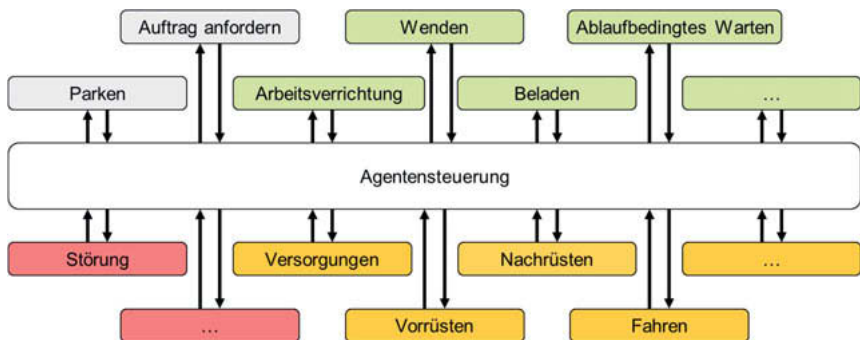 Auftrag anfordern
Wenden
Ablaufbedingtes Warten
Parken
Arbeitsverrichtung
Beladen
...
Agentensteuerung
Störung
Versorgungen
Nachrüsten
...
...
Vorrüsten
Fahren